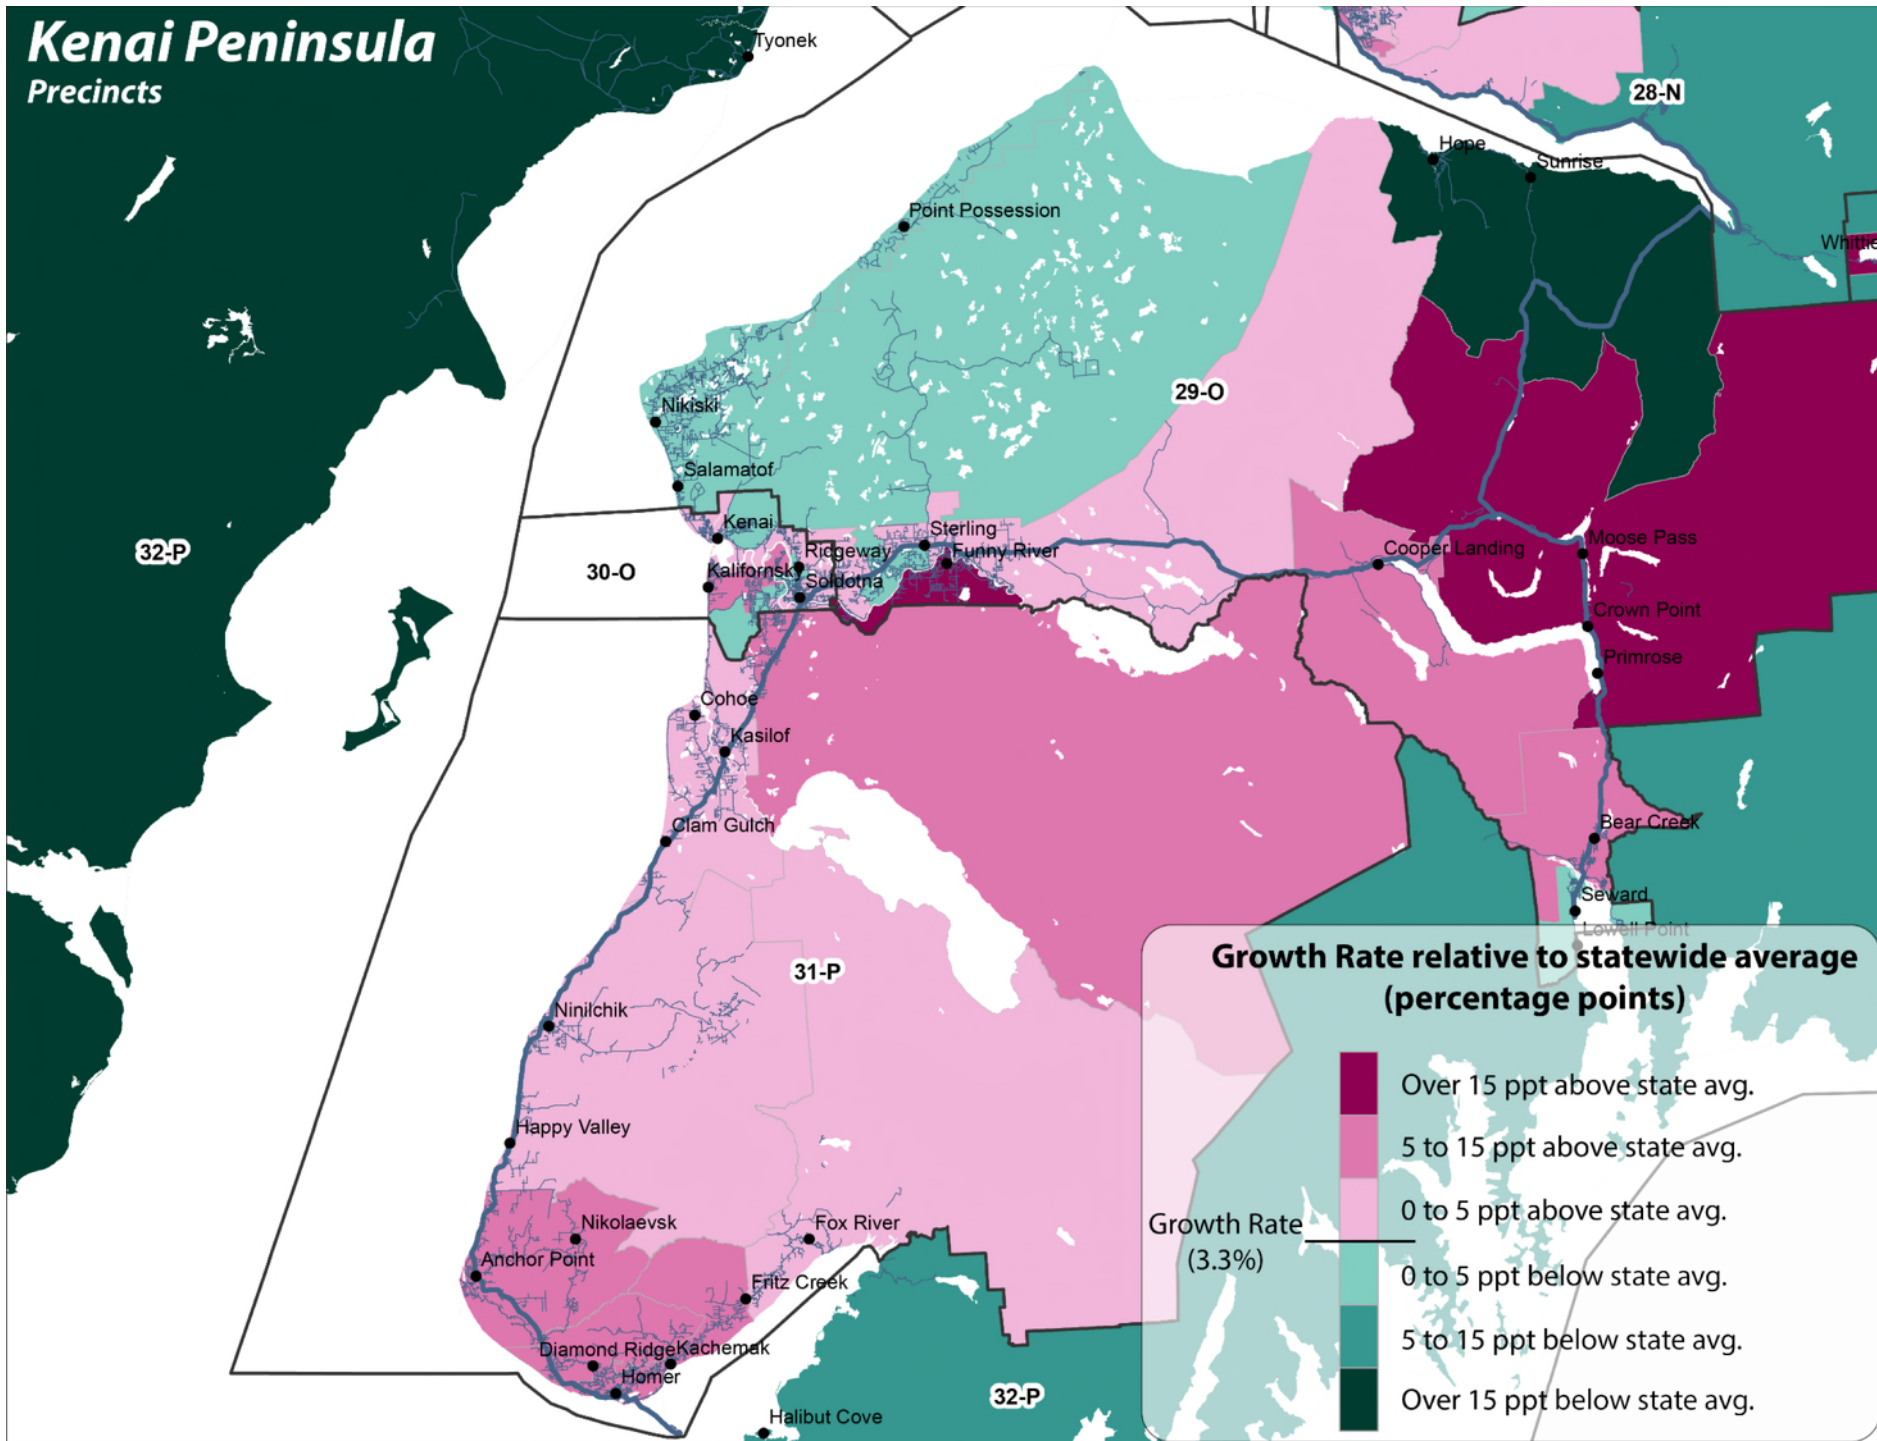 Kenai Peninsula
Precincts
Tyonek
28-N
Hope
Sunrise
Point Possession
29-O
Nikiski
Salamatof
Kenai
Sterling
Ridgeway
Funny River
Kalifornsky
Soldotna
Cooper Landing
Moose Pass
32-P
30-O
Crown Point
Primrose
Cohoe
Kasilof
Clam Gulch
Bear Creek
Seward
Lowell Point
31-P
Ninilchik
Happy Valley
Nikolaevsk
Fox River
Anchor Point
Fritz Creek
Diamond Ridge
Kachemak
Homer
Halibut Cove
32-P
Growth Rate relative to statewide average
(percentage points)
Over 15 ppt above state avg.
5 to 15 ppt above state avg.
0 to 5 ppt above state avg.
Growth Rate
(3.3%)
0 to 5 ppt below state avg.
5 to 15 ppt below state avg.
Over 15 ppt below state avg.